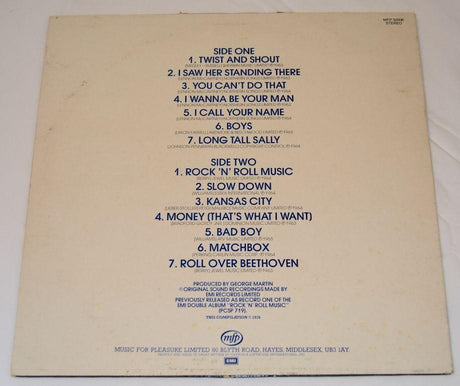 STEREO
SIDE ONE
1. TWIST AND SHOUT
2. I SAW HER STANDING THERE
3. YOU CAN'T DO THAT
4. I WANNA BE YOUR MAN
5. I CALL YOUR NAME
6. BOYS
7. LONG TALL SALLY
SIDE TWO
1. ROCK 'N' ROLL MUSIC
2. SLOW DOWN
3. KANSAS CITY
4. MONEY (THAT'S WHAT I WANT)
5. BAD BOY
6. MATCHBOX
7. ROLL OVER BEETHOVEN
PRODUCED BY GEORGE MARTIN
ORIGINAL SOUND RECORDINGS MADE BY
EMI RECORDS LIMITED
PREVIOUSLY RELEASED AS RECORD ONE OF THE
EMI DOUBLE ALBUM "ROCK 'N' ROLL MUSIC"
(PCSP 719)
THIS COMPILATION
mfp
MUSIC FOR PLEASURE LIMITED 80 BLYTH ROAD, HAYES, MIDDLESEX, UB3 1AY.
EMI